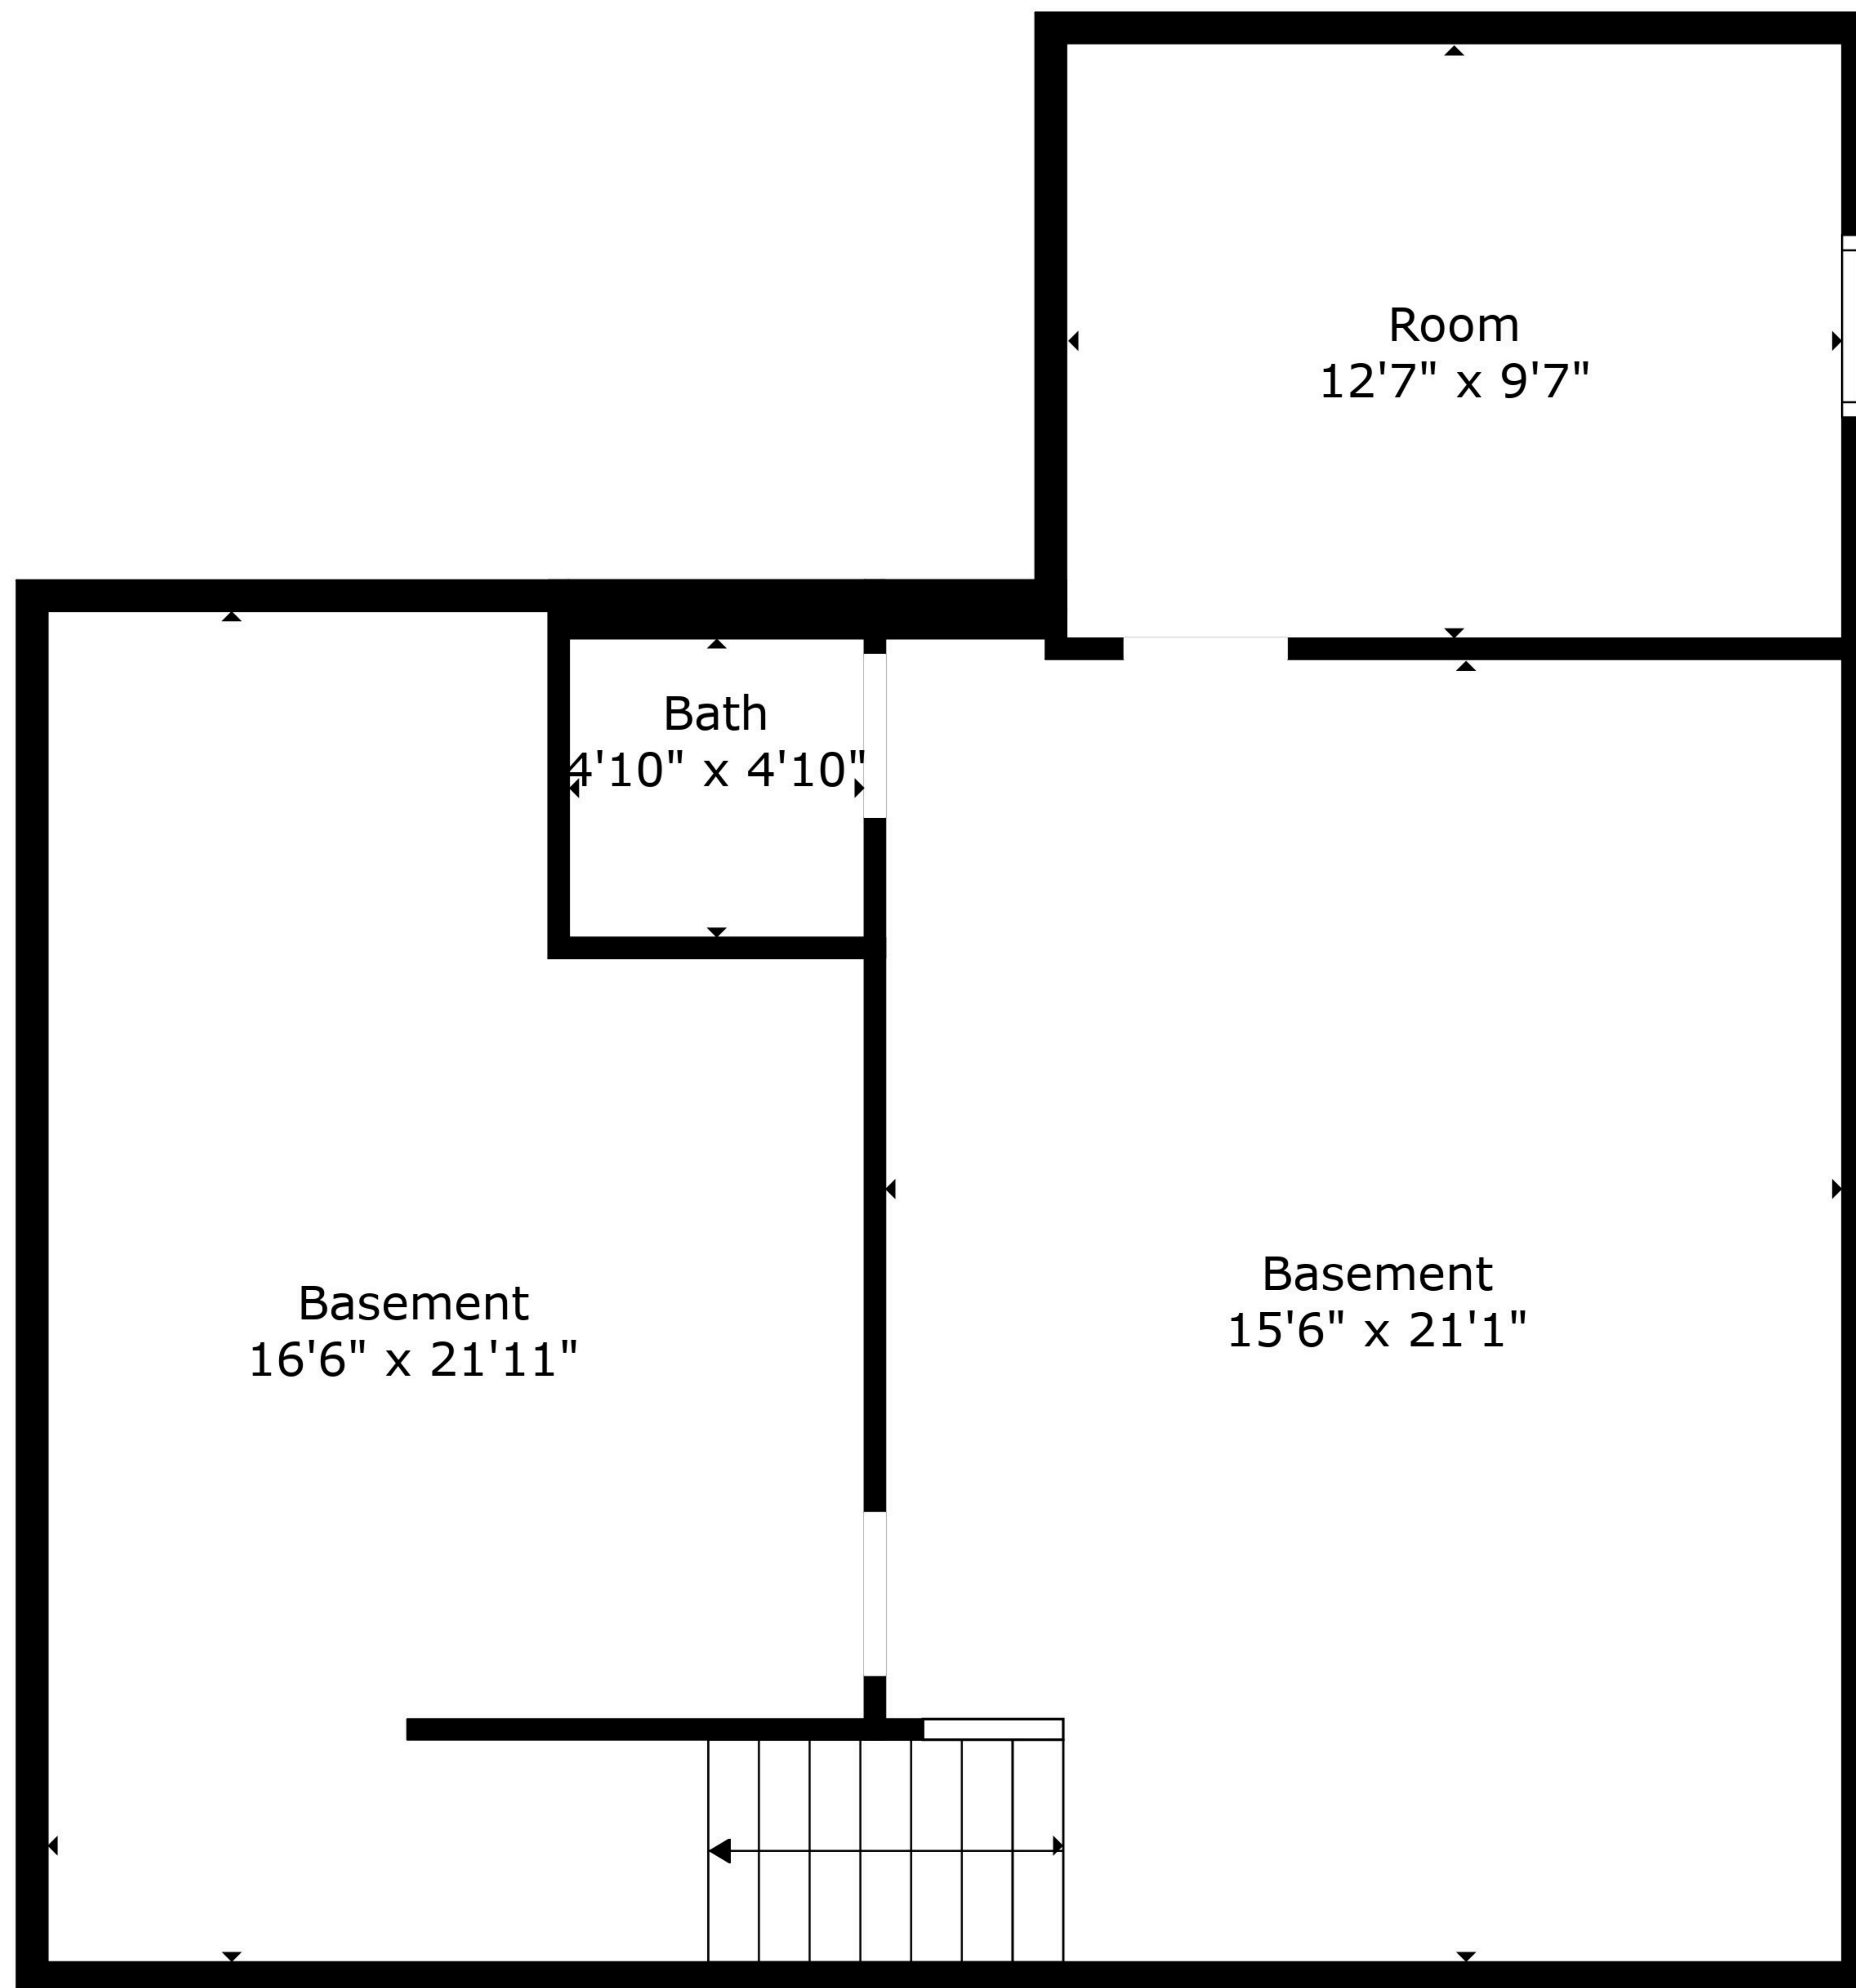 Room
12'7" x 9'7"
Bath
4'10" x 4'10"
Basement
15'6" x 21'1"
Basement
16'6" x 21'11"